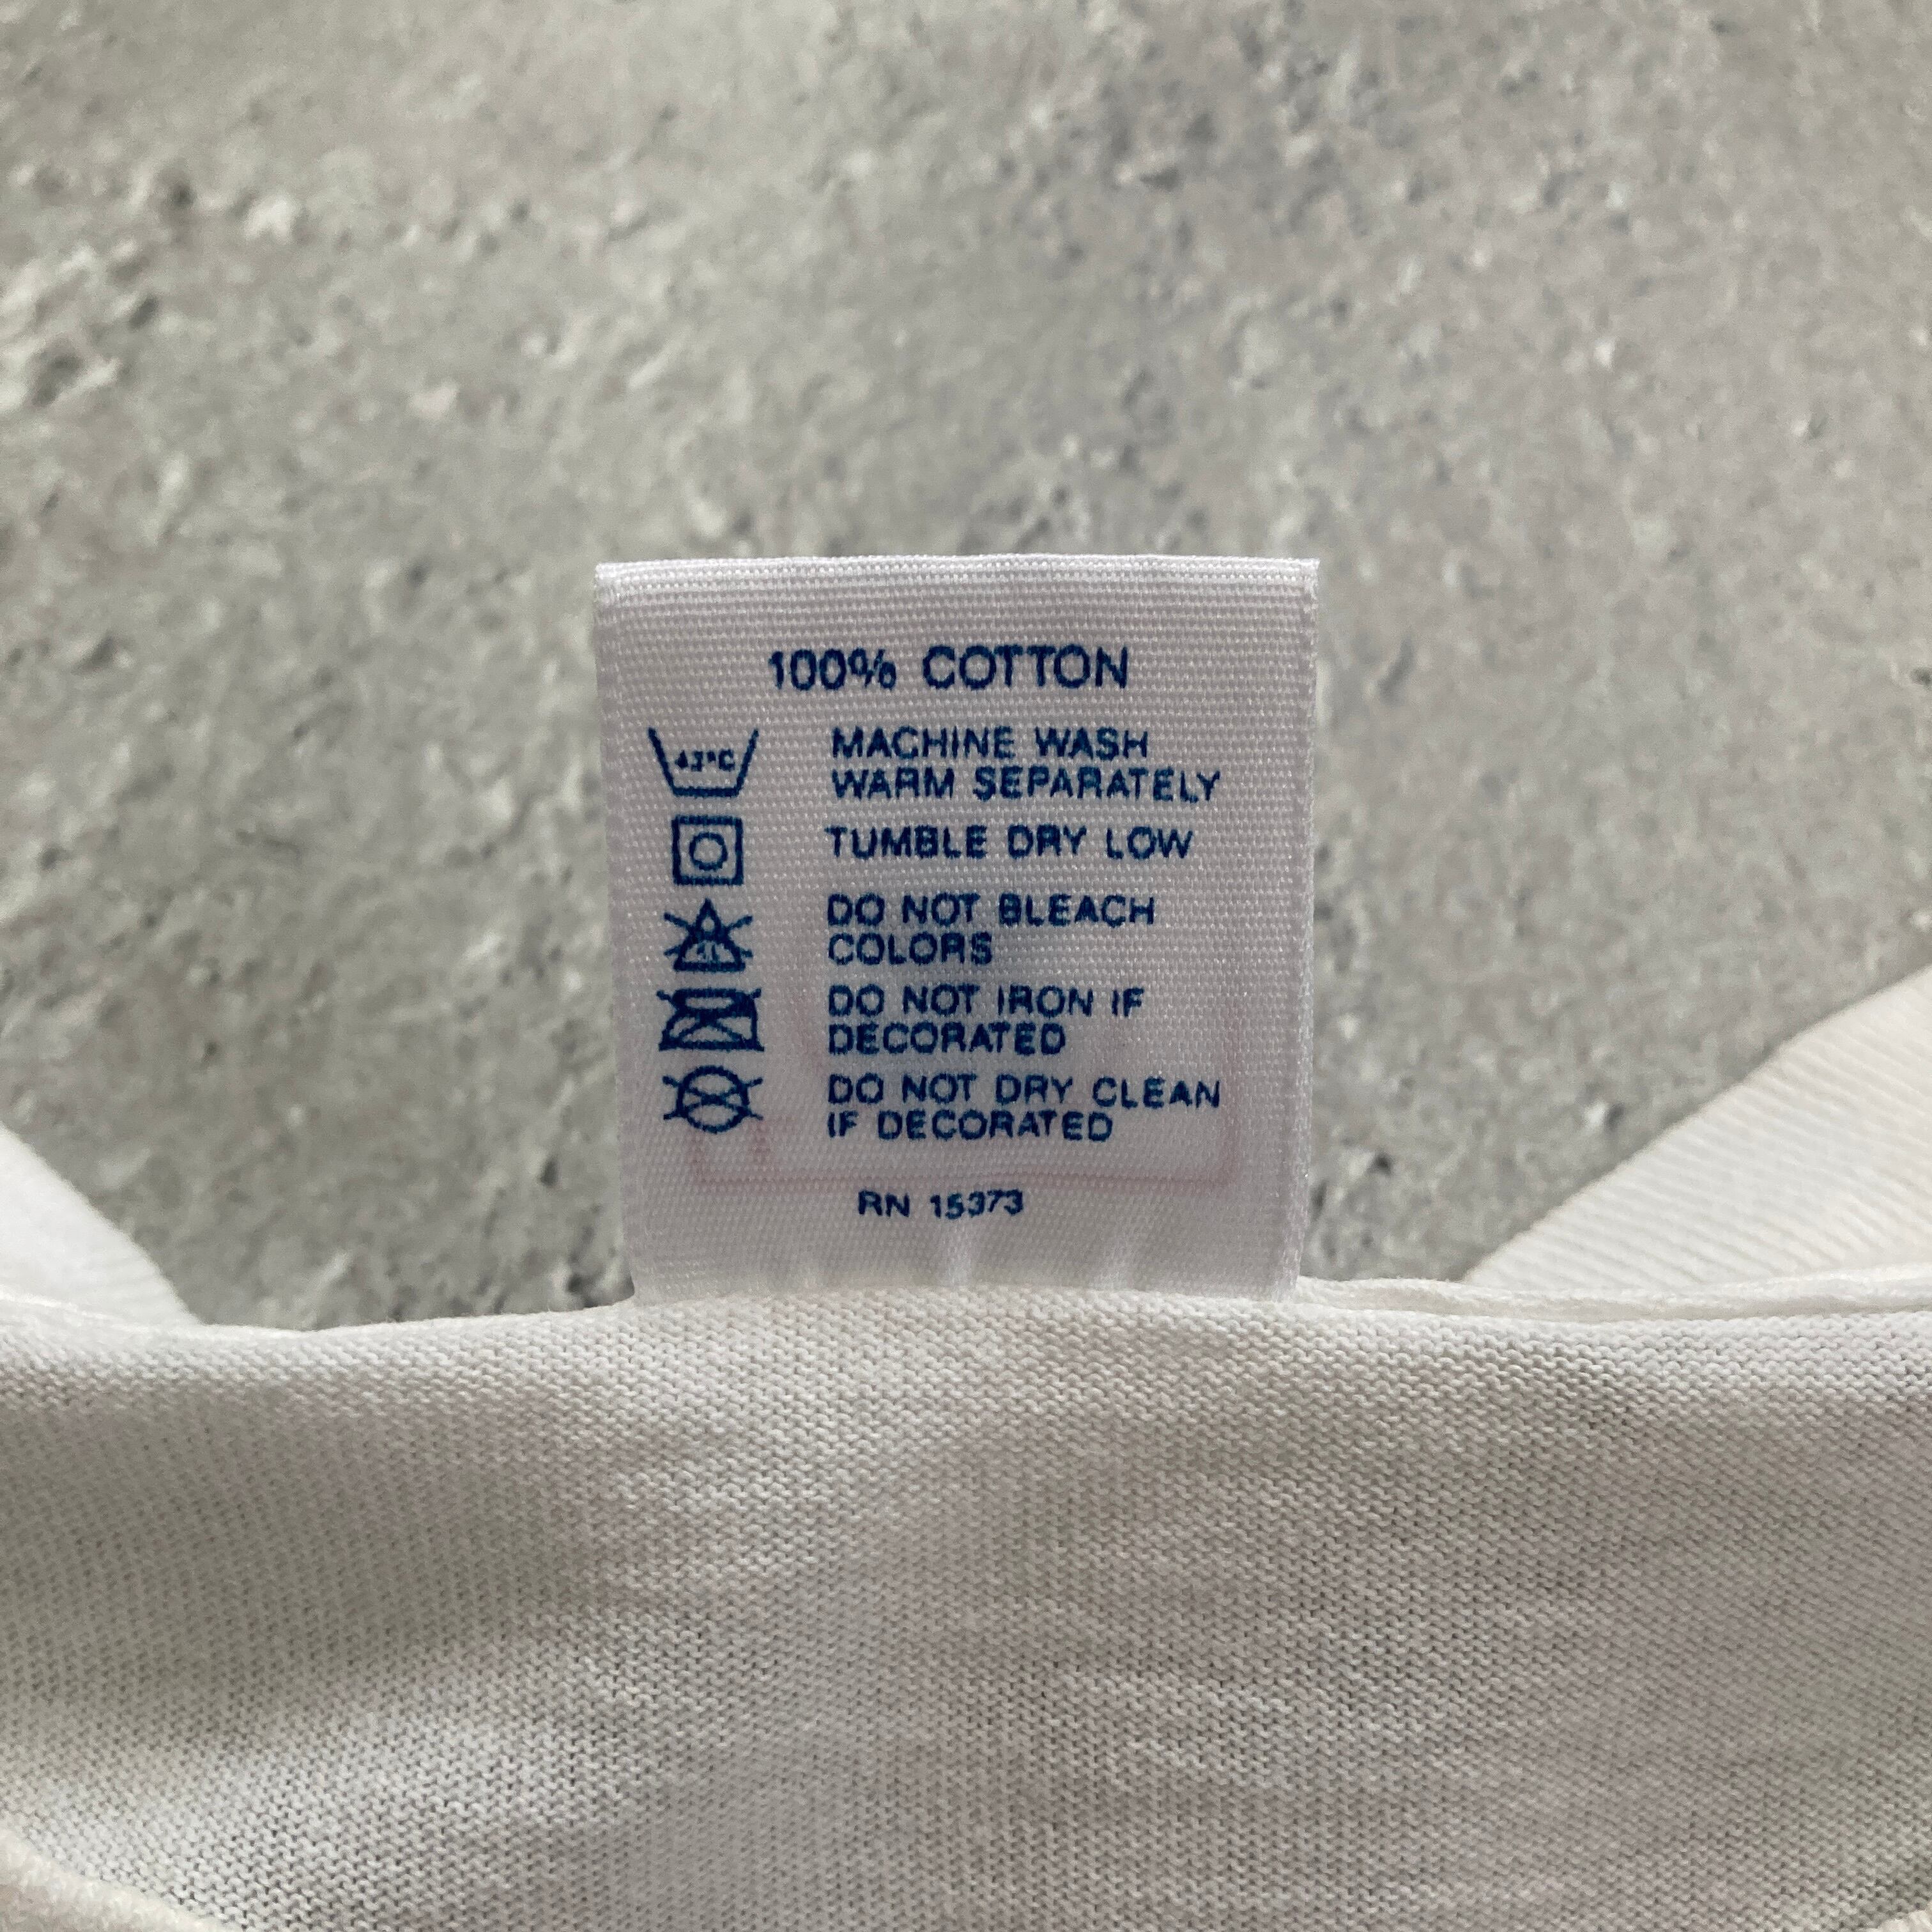 100% COTTON
MACHINE WASH
WARM SEPARATELY
TUMBLE DRY LOW
DO NOT BLEACH
COLORS
DO NOT IRON IF
DECORATED
DO NOT DRY CLEAN
IF DECORATED
RN 15373